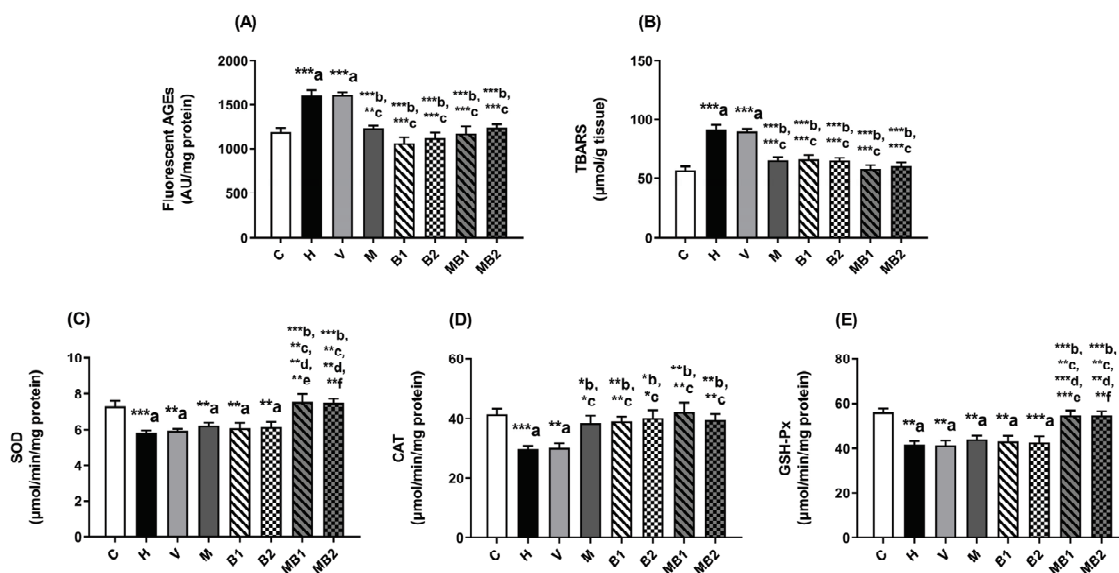 (A)
Fluorescent AGEs
(AU/mg protein)
2000
1500
1000
500
0
***a
***a
***b,
**c
***b,
***c
***b,
***c
***b,
***c
***b,
***c
C H V M B1 B2 MB1 MB2
(B)
TBARS
(µmol/g tissue)
150
100
50
0
***a
***a
***b,
***c
***b,
***c
***b,
***c
***b,
***c
***b,
***c
C H V M B1 B2 MB1 MB2
(C)
SOD
(µmol/min/mg protein)
8
6
4
2
0
***a
**a
**a
**a
**a
***b,
**c,
**d,
**e
***b,
**c,
**d,
**f
C H V M B1 B2 MB1 MB2
(D)
CAT
(µmol/min/mg protein)
60
40
20
0
***a
**a
*b,
*c
**b,
**c
*b,
*c
**b,
**c
**b,
**c
C H V M B1 B2 MB1 MB2
(E)
GSH-Px
(µmol/min/mg protein)
80
60
40
20
0
**a
**a
**a
**a
***a
***b,
**c,
***d,
***e
***b,
**c,
**d,
**f
C H V M B1 B2 MB1 MB2